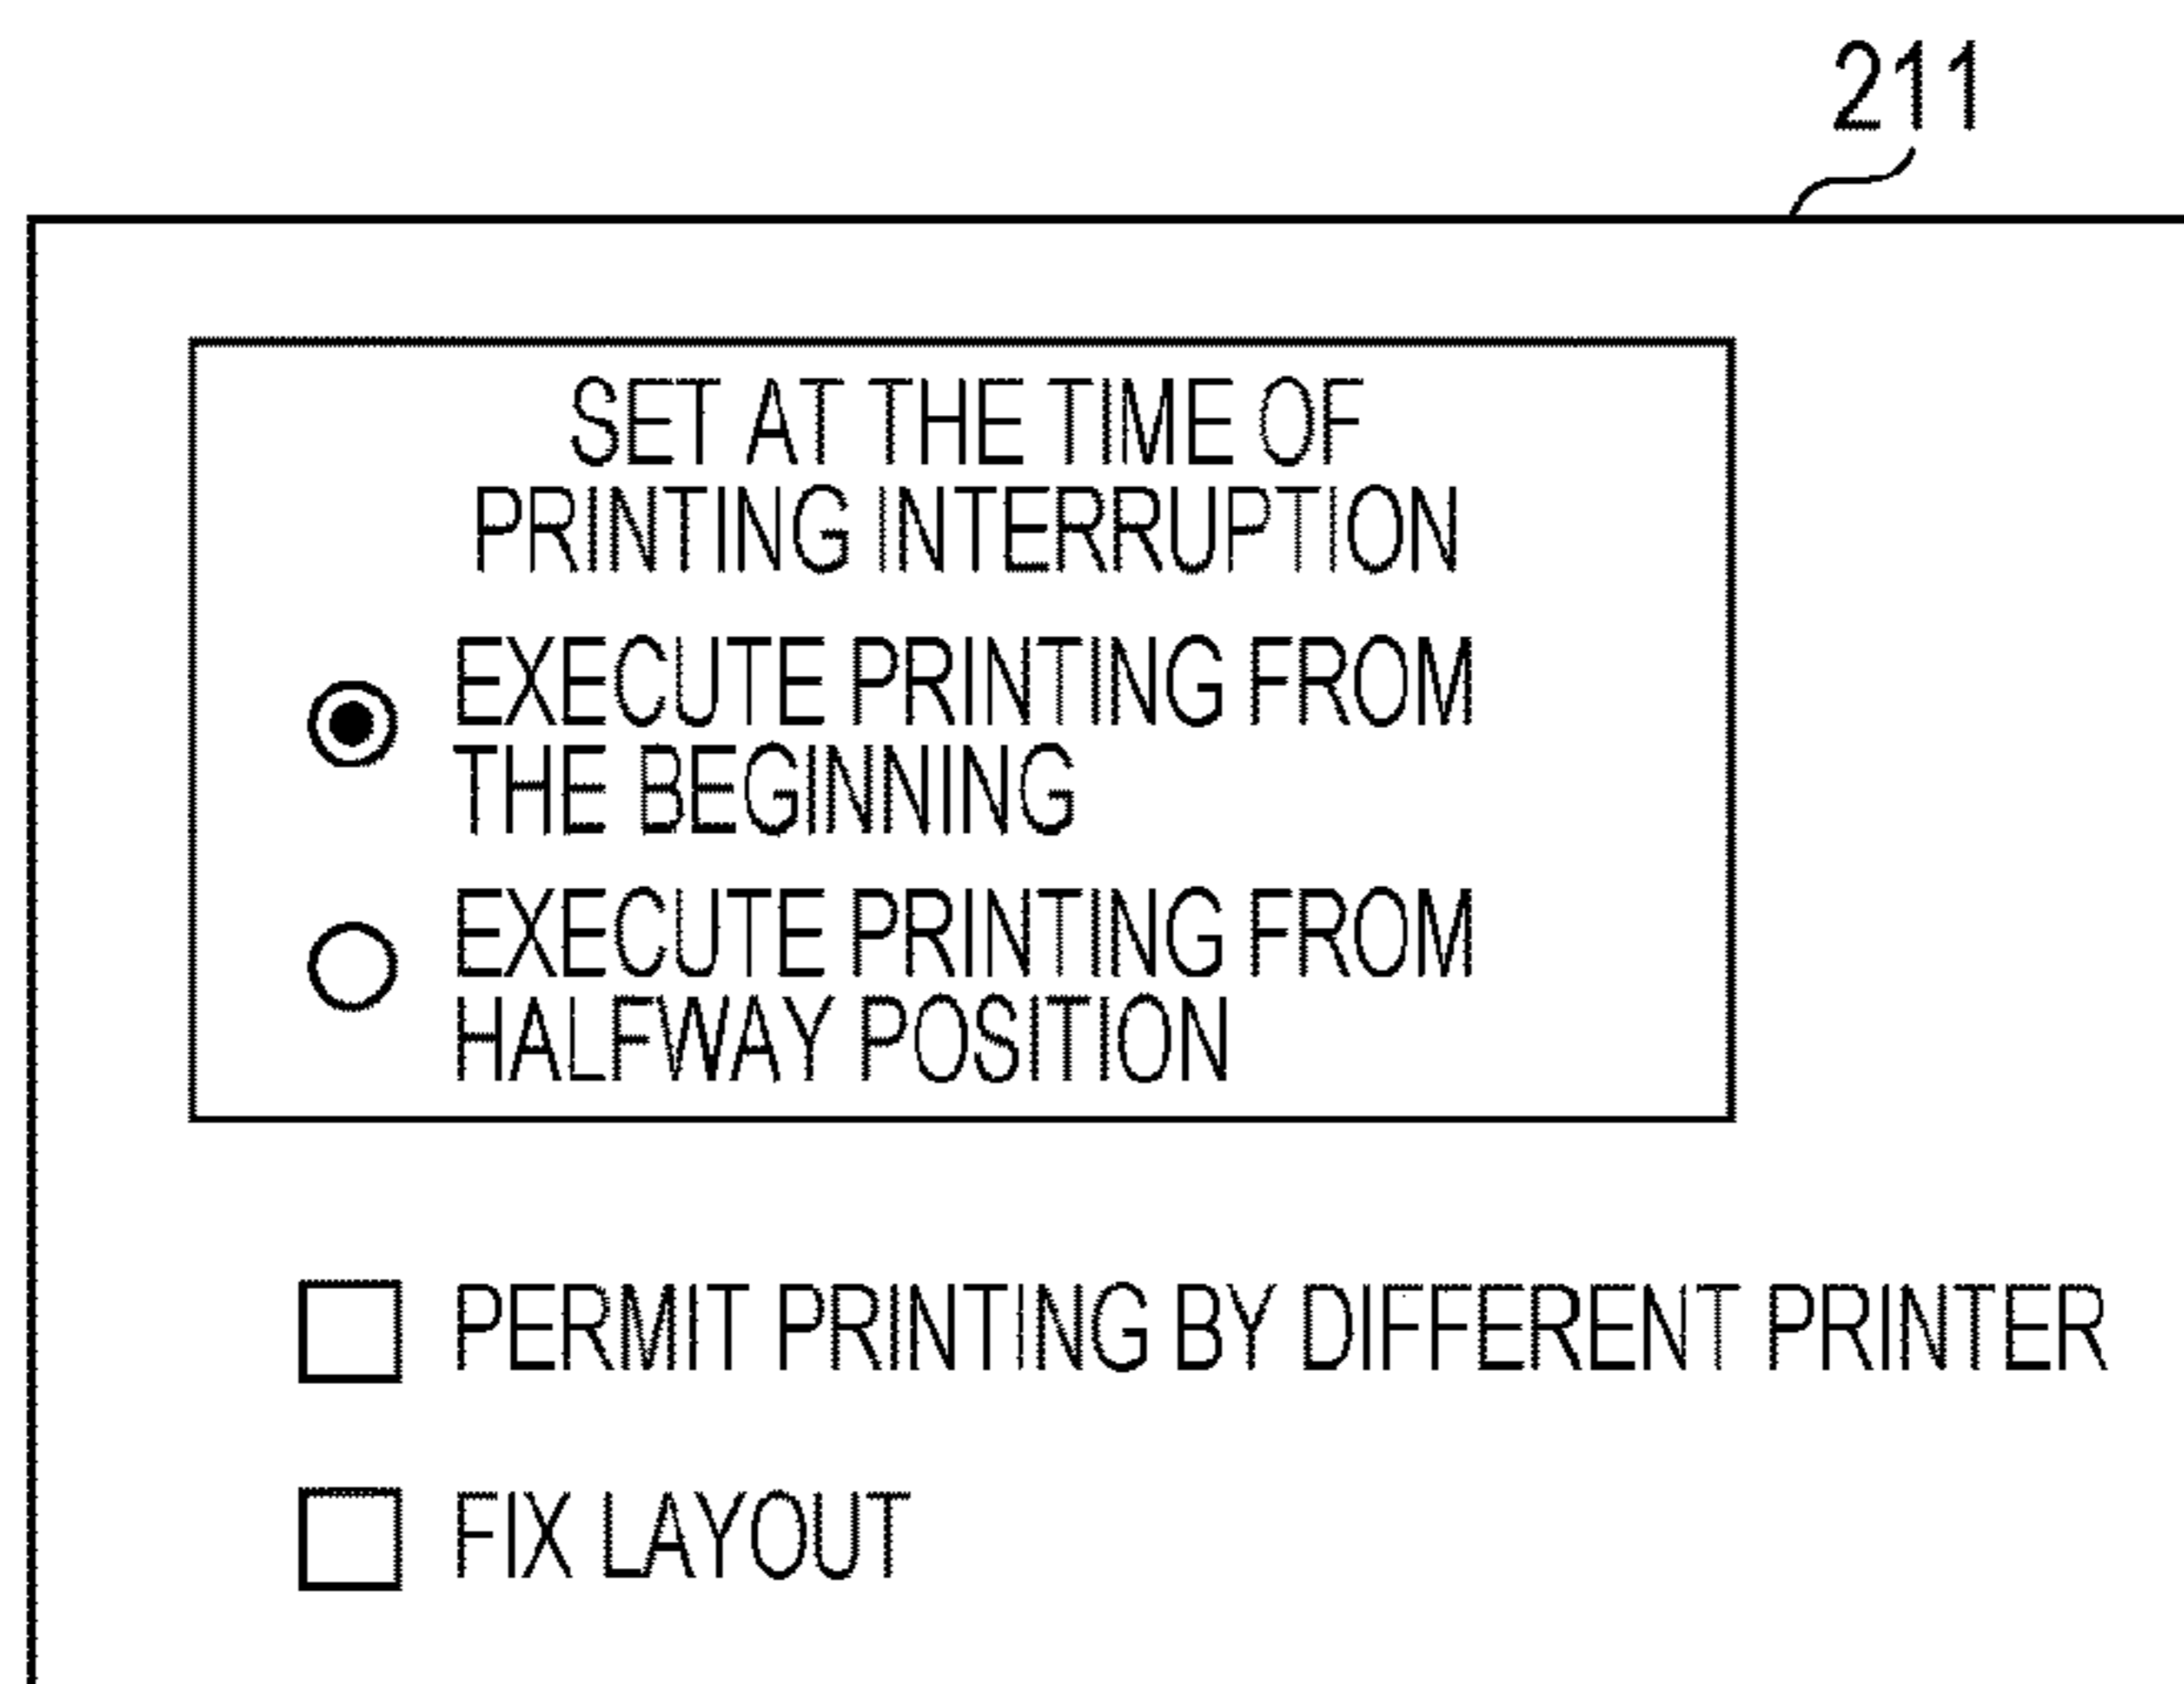 211
SET AT THE TIME OF
PRINTING INTERRUPTION
EXECUTE PRINTING FROM
THE BEGINNING
EXECUTE PRINTING FROM
HALFWAY POSITION
PERMIT PRINTING BY DIFFERENT PRINTER
FIX LAYOUT